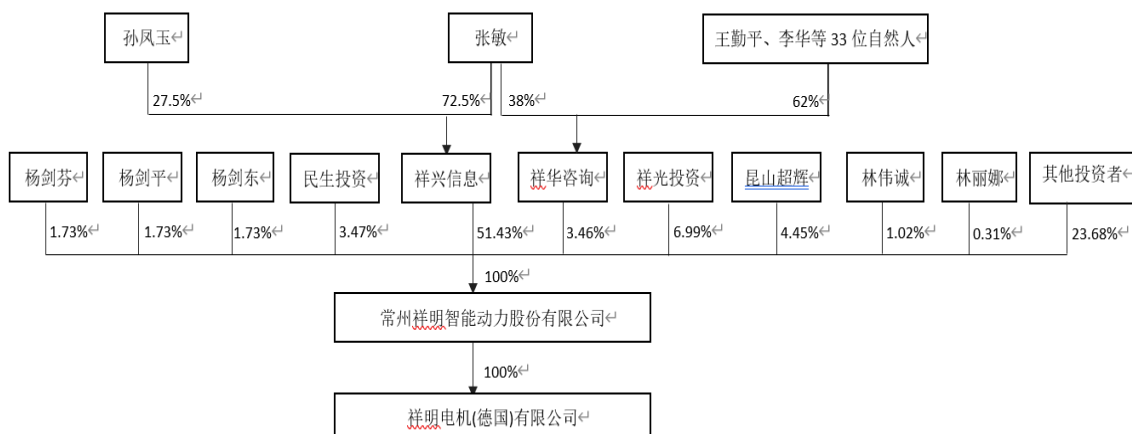 孙凤玉
张敏
王勤平、李华等 33 位自然人
27.5%
72.5%
38%
62%
杨剑芬
杨剑平
杨剑东
民生投资
祥兴信息
祥华咨询
祥光投资
昆山超辉
林伟诚
林丽娜
其他投资者
1.73%
1.73%
1.73%
3.47%
51.43%
3.46%
6.99%
4.45%
1.02%
0.31%
23.68%
100%
常州祥明智能动力股份有限公司
100%
祥明电机(德国)有限公司